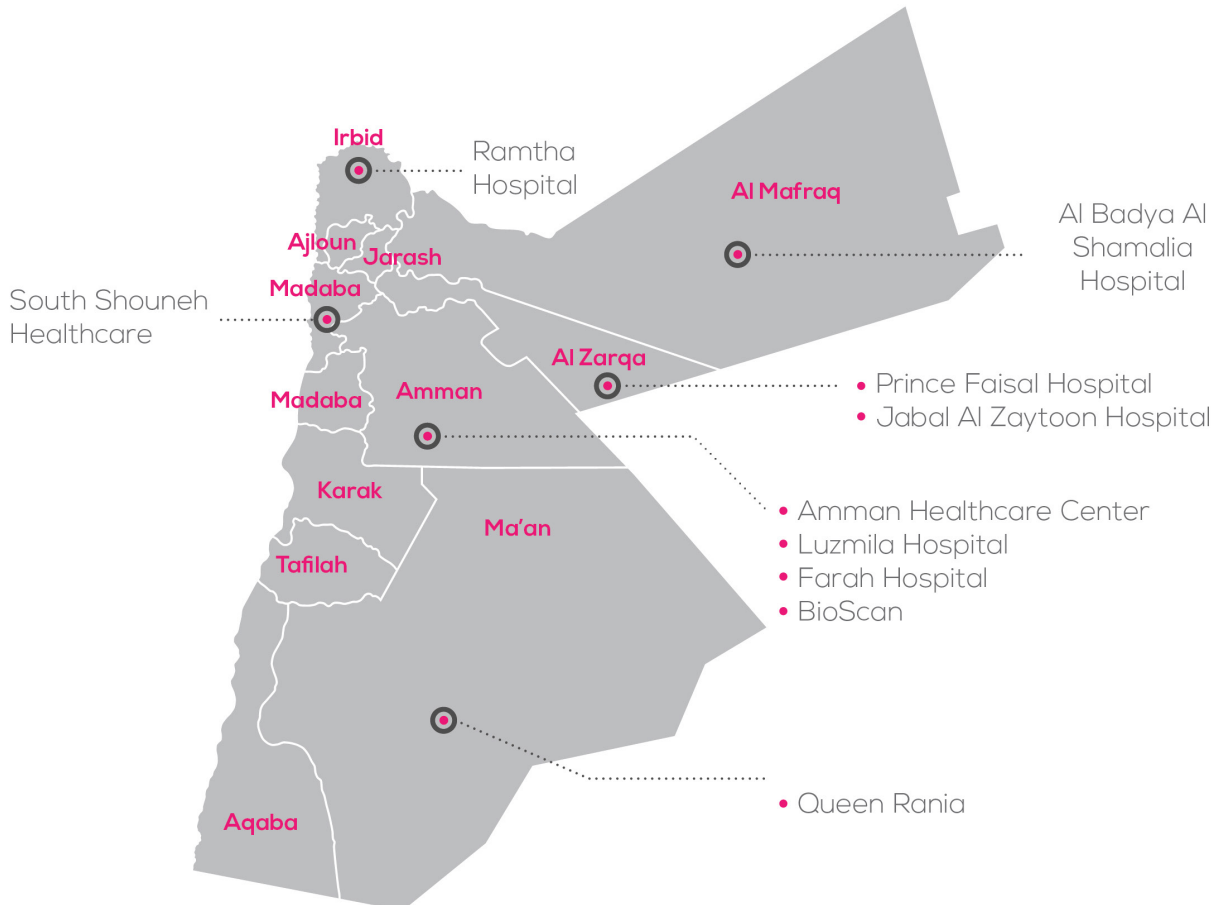 Irbid
Ramtha
Hospital
Al Mafraq
Al Badya Al
Shamalia
Hospital
Ajloun
Jarash
Madaba
South Shouneh
Healthcare
Al Zarqa
• Prince Faisal Hospital
• Jabal Al Zaytoon Hospital
Madaba
Amman
Karak
• Amman Healthcare Center
• Luzmila Hospital
• Farah Hospital
• BioScan
Ma'an
Tafilah
• Queen Rania
Aqaba